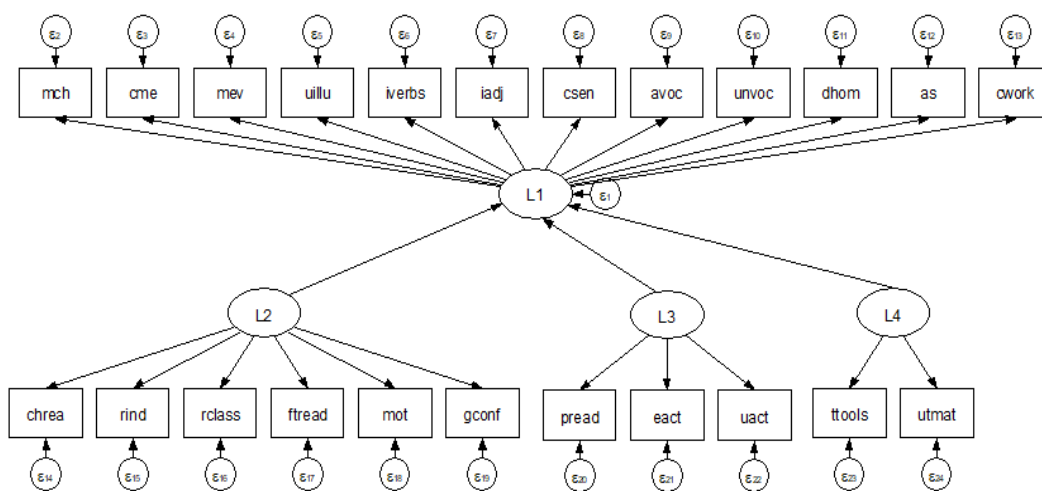 ε2 ε3 ε4 ε5 ε6 ε7 ε8 ε9 ε10 ε11 ε12 ε13
mch cme mev uillu iverbs iadj csen avoc unvoc dhom as cwork
L1 ε1
L2 L3 L4
chrea rind rclass ftread mot gconf pread eact uact ttools utmat
ε14 ε15 ε16 ε17 ε18 ε19 ε20 ε21 ε22 ε23 ε24